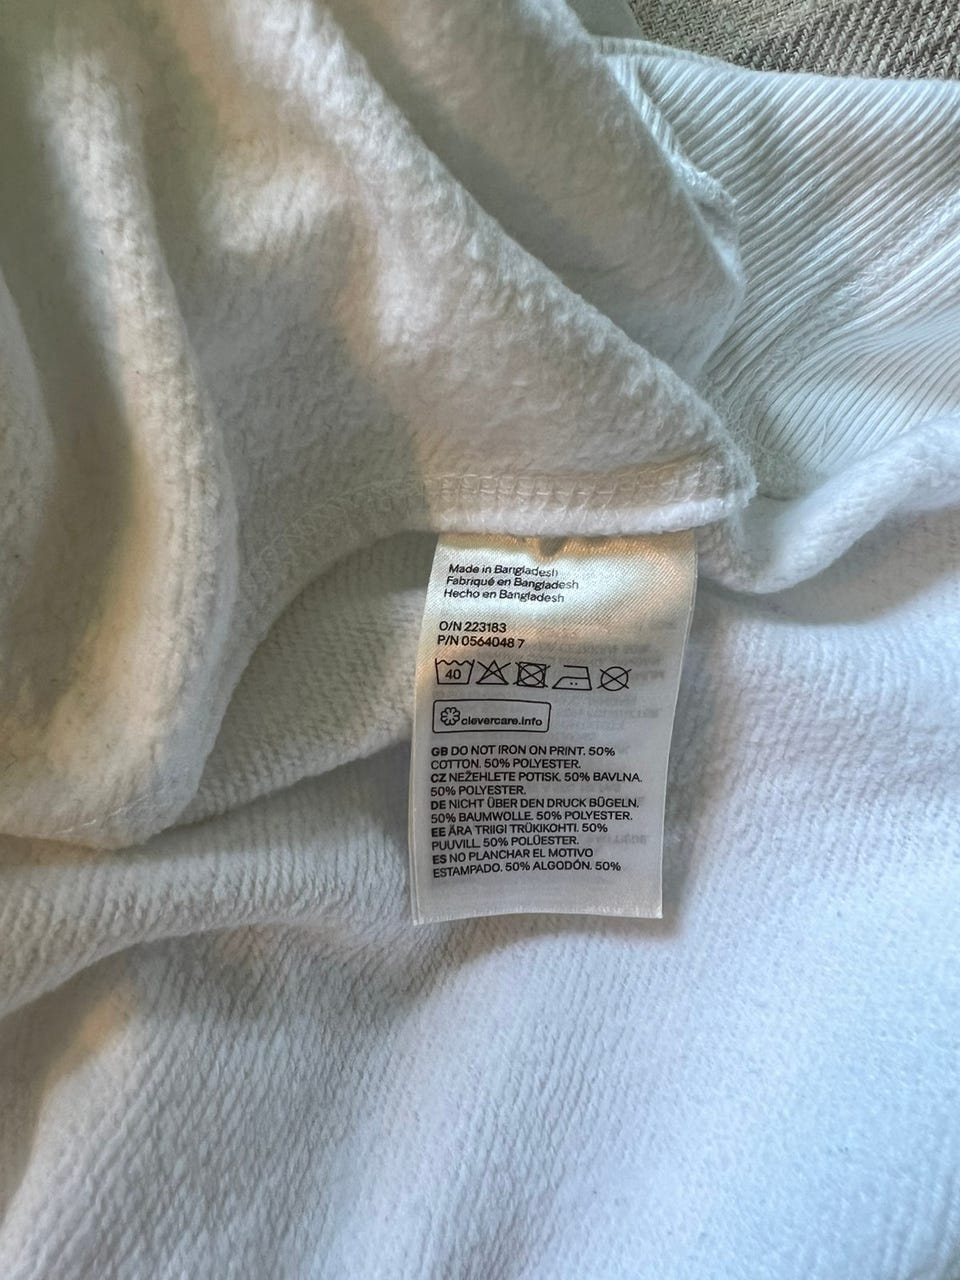 Made in Bangladesh
Fabriqué en Bangladesh
Hecho en Bangladesh
O/N 223183
P/N 0564048 7
40
clevercare.info
GB DO NOT IRON ON PRINT. 50%
COTTON. 50% POLYESTER.
CZ NEŽEHLETE POTISK. 50% BAVLNA.
50% POLYESTER.
DE NICHT ÜBER DEN DRUCK BÜGELN.
50% BAUMWOLLE. 50% POLYESTER.
EE ÄRA TRIIGI TRÜKIKOHTI. 50%
PUUVILL. 50% POLÜESTER.
ES NO PLANCHAR EL MOTIVO
ESTAMPADO. 50% ALGODÓN. 50%